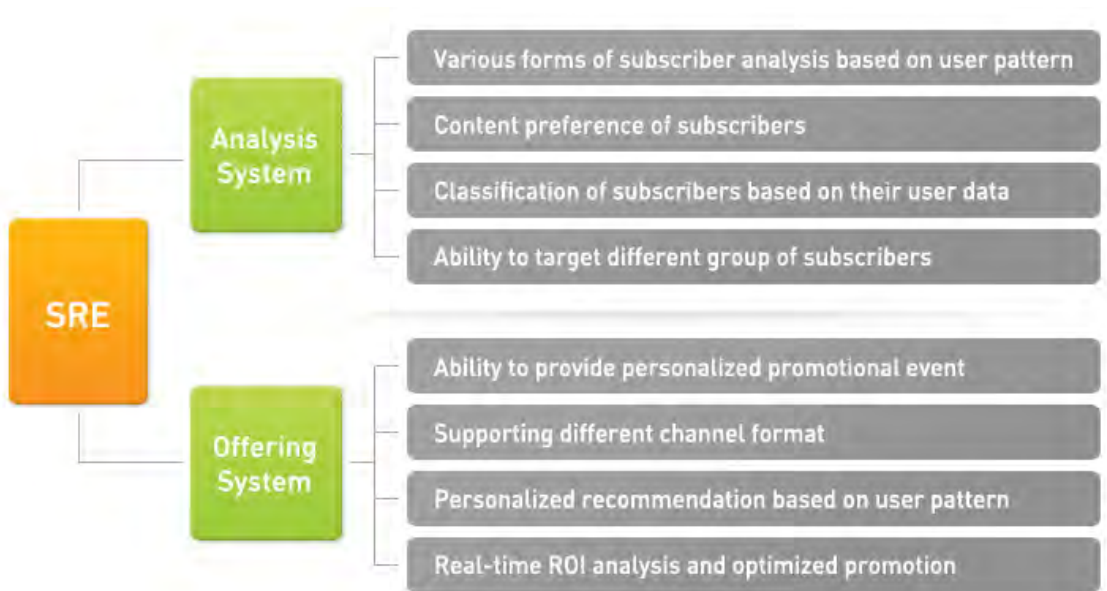 SRE
Analysis
System
Various forms of subscriber analysis based on user pattern
Content preference of subscribers
Classification of subscribers based on their user data
Ability to target different group of subscribers
Offering
System
Ability to provide personalized promotional event
Supporting different channel format
Personalized recommendation based on user pattern
Real-time ROI analysis and optimized promotion